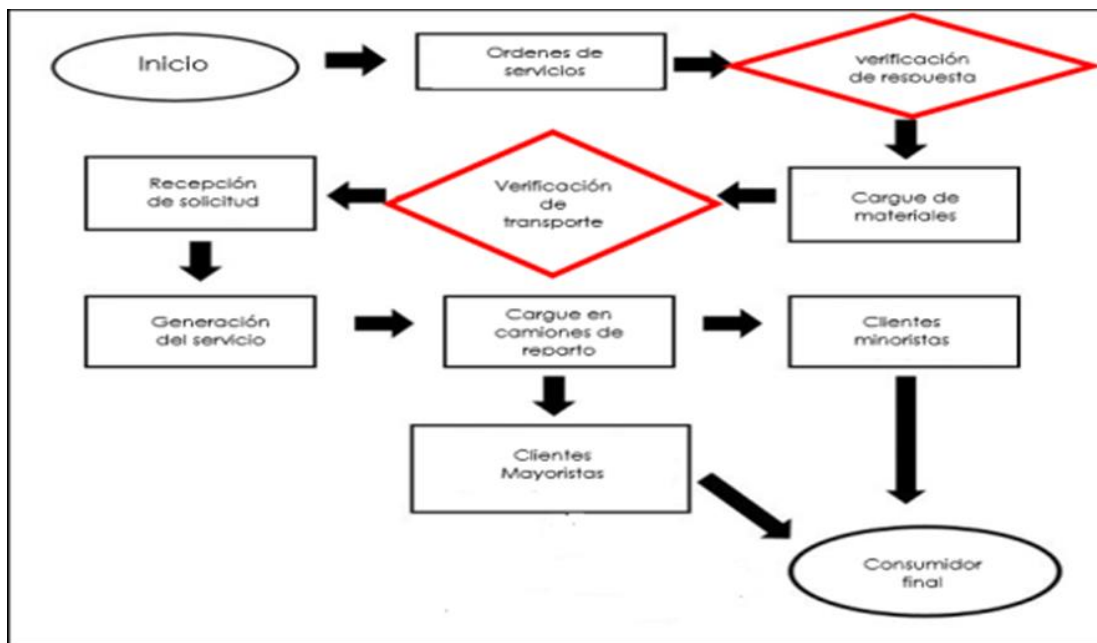 Inicio
Ordenes de
servicios
verificación
de respuesta
Recepción
de solicitud
Verificación
de
transporte
Cargue de
materiales
Generación
del servicio
Cargue en
camiones de
reparto
Clientes
minoristas
Clientes
Mayoristas
Consumidor
final